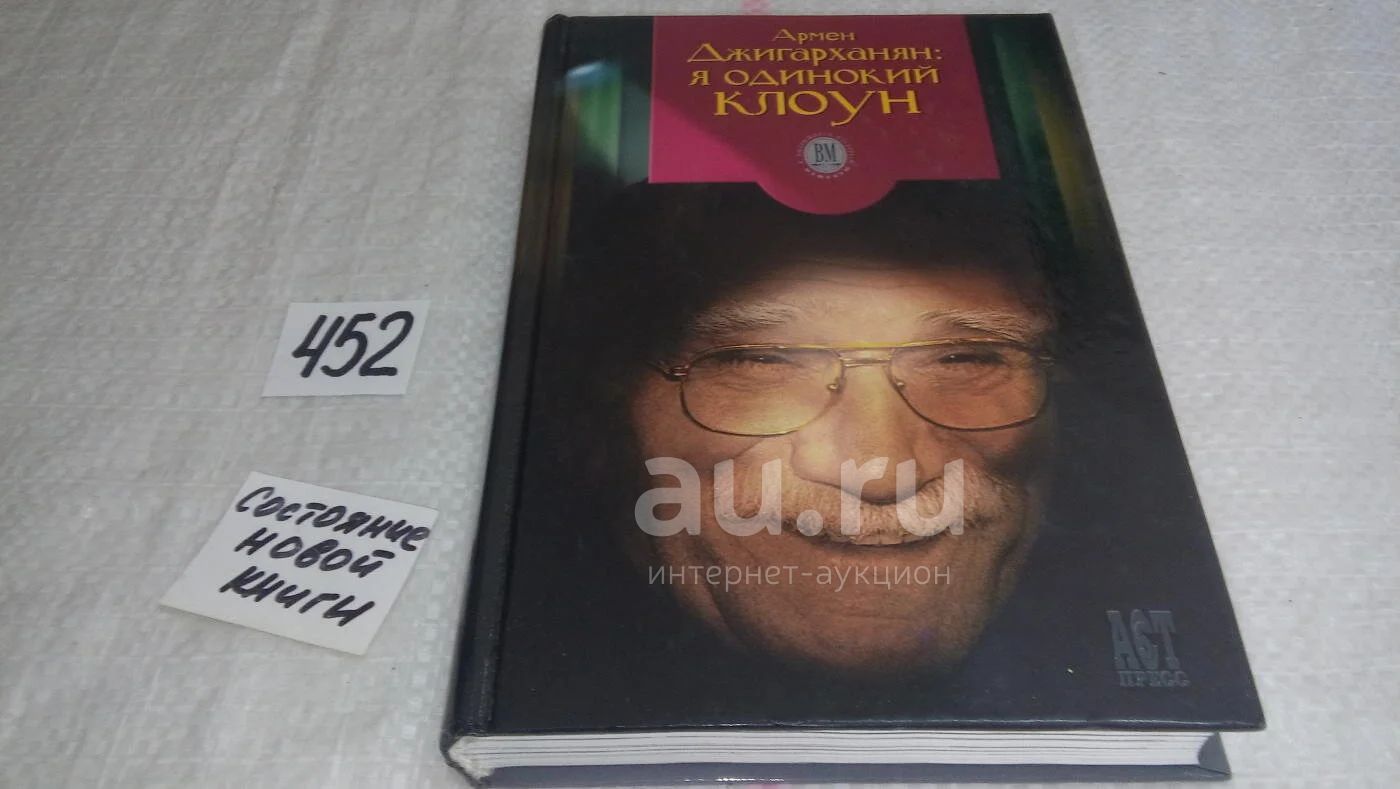 Армен
Джигарханян:
я одинокий
клоун
ВМ
452
Состояние
новой
книги
au.ru
интернет-аукцион
АСТ
ПРЕСС